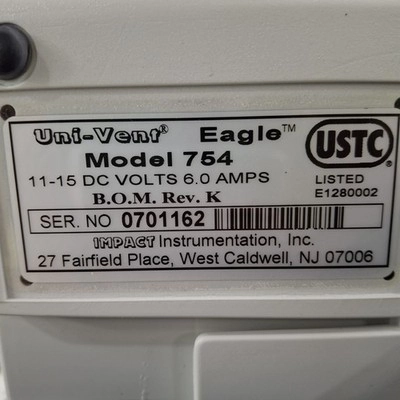 Uni-Vent® Eagle™
Model 754
11-15 DC VOLTS 6.0 AMPS
B.O.M. Rev. K
SER. NO 0701162
IMPACT Instrumentation, Inc.
27 Fairfield Place, West Caldwell, NJ 07006
USTC
LISTED
E1280002